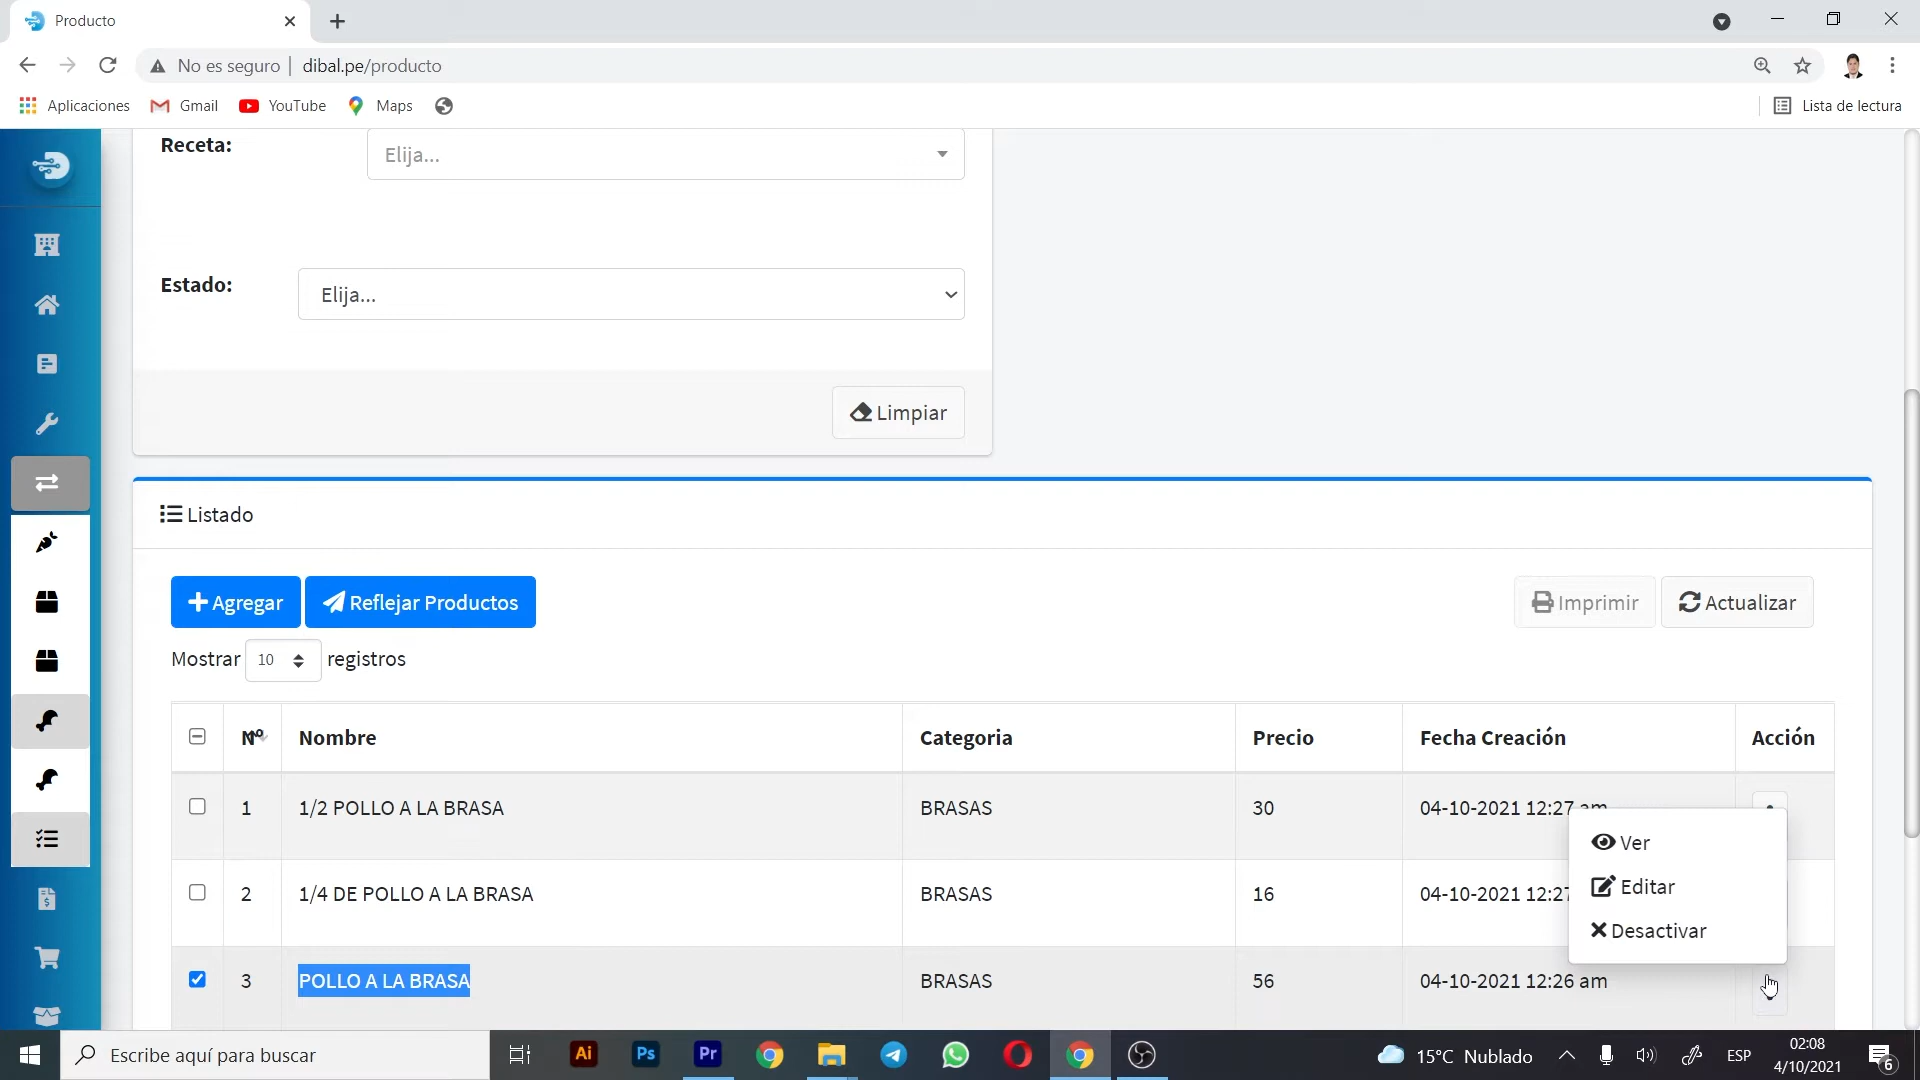 Producto
No es seguro | dibal.pe/producto
Aplicaciones Gmail YouTube Maps Lista de lectura
Receta: Elija...
Estado: Elija...
Limpiar
Listado
Agregar Reflejar Productos Imprimir Actualizar
Mostrar 10 registros
Nº Nombre Categoria Precio Fecha Creación Acción
1 1/2 POLLO A LA BRASA BRASAS 30 04-10-2021 12:27 am
Ver
Editar
2 1/4 DE POLLO A LA BRASA BRASAS 16 04-10-2021 12:27
Desactivar
3 POLLO A LA BRASA BRASAS 56 04-10-2021 12:26 am
Escribe aquí para buscar Ai Ps Pr 15°C Nublado ESP 02:08
4/10/2021 6